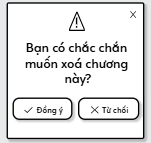 Bạn có chắc chắn
muốn xoá chương
này?
Đồng ý
Từ chối